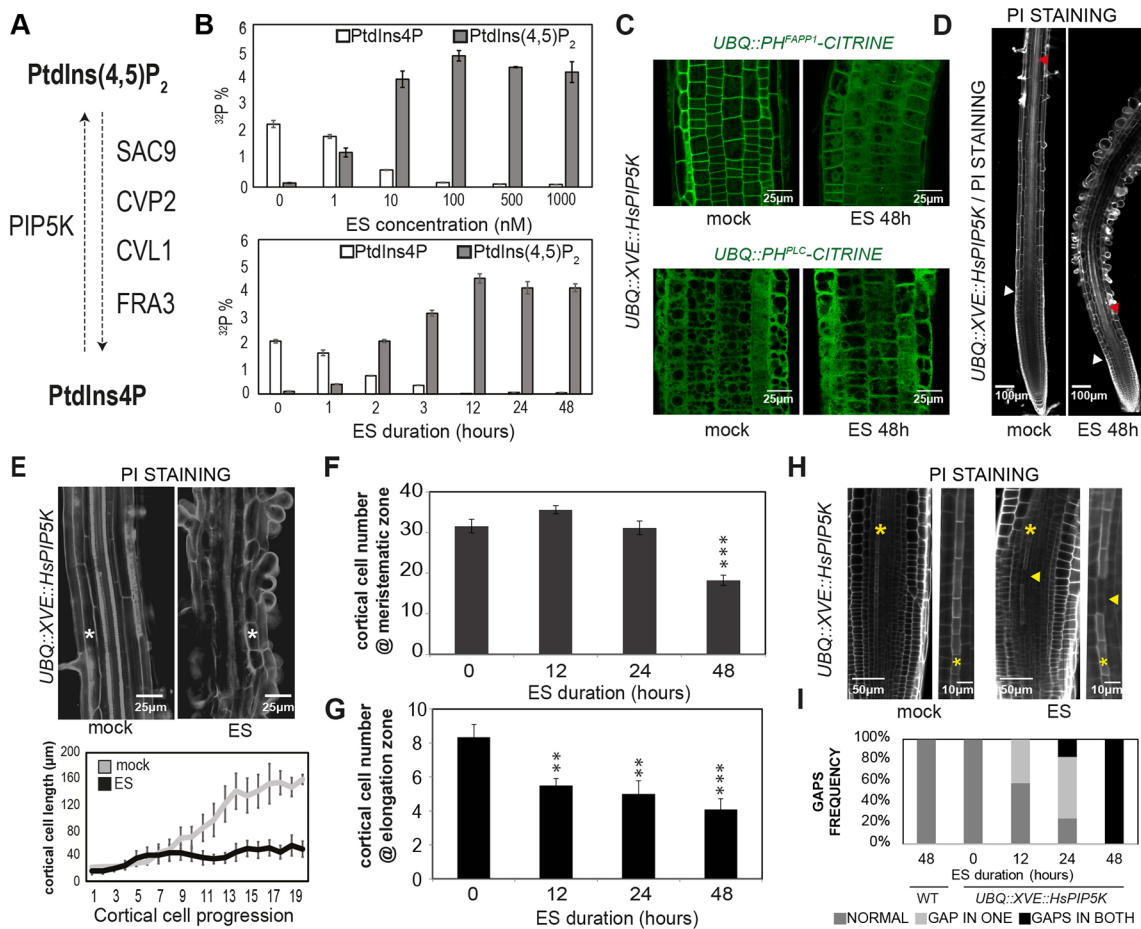 A
PtdIns(4,5)P2
PIP5K
SAC9
CVP2
CVL1
FRA3
PtdIns4P
B
PtdIns4P PtdIns(4,5)P2
32P %
6
5
4
3
2
1
0
0 1 10 100 500 1000
ES concentration (nM)
PtdIns4P PtdIns(4,5)P2
32P %
6
5
4
3
2
1
0
0 1 2 3 12 24 48
ES duration (hours)
C
UBQ::PHFAPP1-CITRINE
UBQ::XVE::HsPIP5K
25µm 25µm
mock ES 48h
UBQ::PHPLC-CITRINE
25µm 25µm
mock ES 48h
D
PI STAINING
UBQ::XVE::HsPIP5K / PI STAINING
100µm 100µm
mock ES 48h
E
PI STAINING
UBQ::XVE::HsPIP5K
* *
25µm 25µm
mock ES
cortical cell length (µm)
200
160
120
80
40
0
mock
ES
1 3 5 7 9 11 13 15 17 19
Cortical cell progression
F
cortical cell number
@ meristematic zone
40
30
20
10
0
***
0 12 24 48
ES duration (hours)
G
cortical cell number
@ elongation zone
10
8
6
4
2
0
** ** ***
0 12 24 48
ES duration (hours)
H
PI STAINING
UBQ::XVE::HsPIP5K
* * * *
50µm 10µm 50µm 10µm
mock ES
I
GAPS
FREQUENCY
100%
80%
60%
40%
20%
0%
48 0 12 24 48
ES duration (hours)
WT UBQ::XVE::HsPIP5K
NORMAL GAP IN ONE GAPS IN BOTH